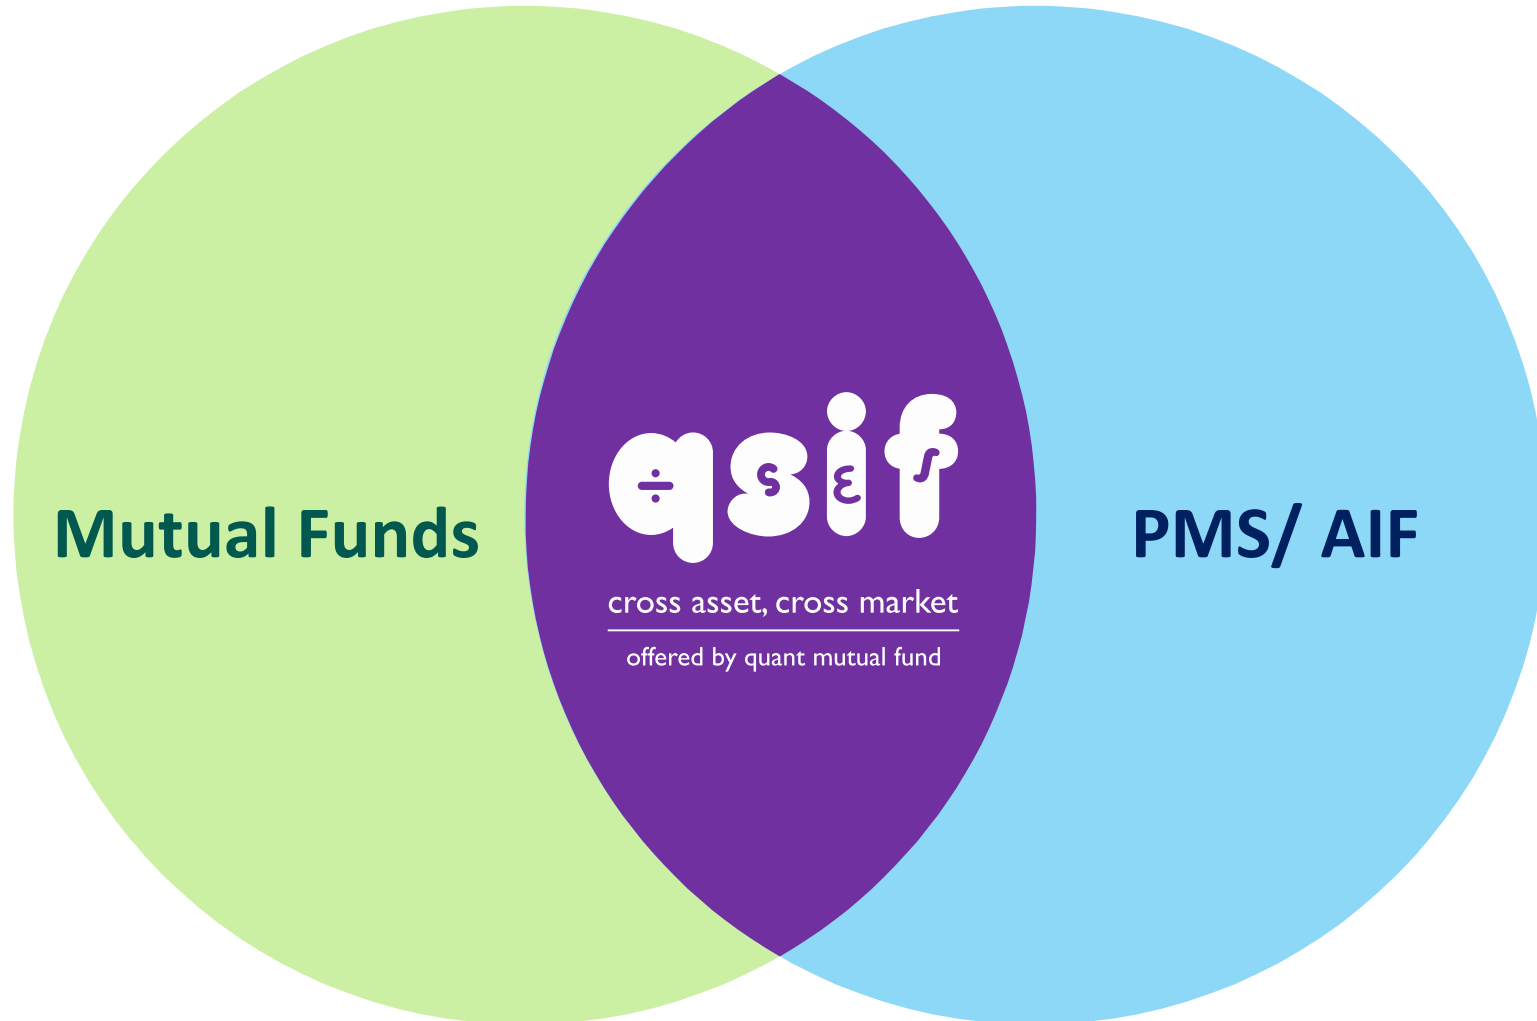 Mutual Funds
qsif
cross asset, cross market
offered by quant mutual fund
PMS/ AIF